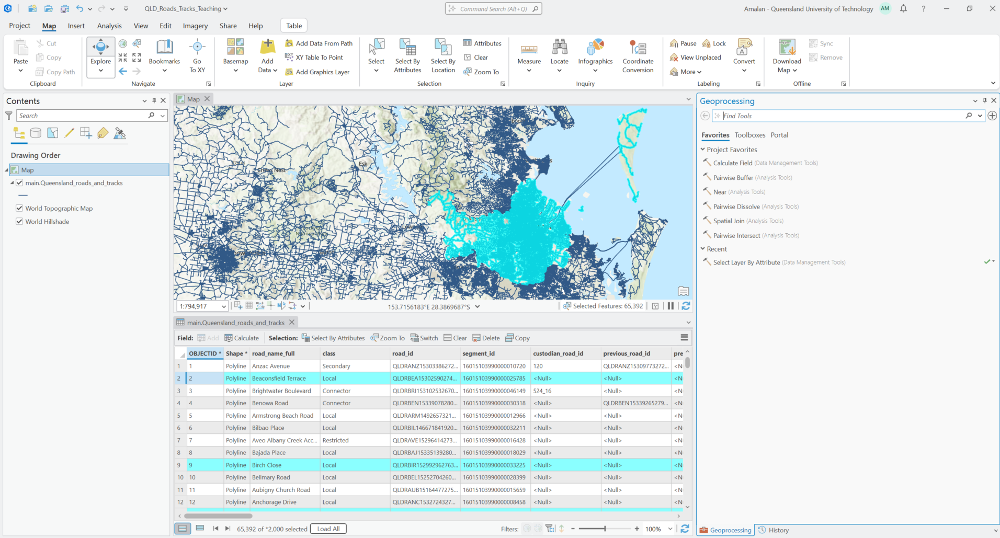 QLD_Roads_Tracks_Teaching
Command Search (Alt+Q)
Amalan - Queensland University of Technology
AM
?
Project
Map
Insert
Analysis
View
Edit
Imagery
Share
Help
Table
Paste
Cut
Copy
Copy Path
Clipboard
Explore
Bookmarks
Go
To XY
Navigate
Basemap
Add
Data
Add Data From Path
XY Table To Point
Add Graphics Layer
Layer
Select
Select By
Attributes
Select By
Location
Attributes
Clear
Zoom To
Selection
Measure
Locate
Infographics
Coordinate
Conversion
Inquiry
Pause
Lock
View Unplaced
More
Convert
Labeling
Download
Map
Sync
Remove
Offline
Contents
Search
Drawing Order
Map
main.Queensland_roads_and_tracks
World Topographic Map
World Hillshade
Map
Esk
1:794,917
153.7156183°E 28.3869687°S
Selected Features: 65,392
main.Queensland_roads_and_tracks
Field: Add Calculate Selection: Select By Attributes Zoom To Switch Clear Delete Copy
OBJECTID * Shape * road_name_full class road_id segment_id custodian_road_id previous_road_id pre
1 1 Polyline Anzac Avenue Secondary QLDRANZ15303386272... 16015103990000010720 120 QLDRANZ15309773272... <N
2 2 Polyline Beaconsfield Terrace Local QLDRBEA15302590274... 16015103990000025785 <Null> <Null> <N
3 3 Polyline Brightwater Boulevard Connector QLDRBRI153102532670... 16015103990000046149 524_16 <Null> <N
4 4 Polyline Benowa Road Connector QLDRBEN15339078280... 16015103990000030318 <Null> QLDRBEN15339265279... <N
5 5 Polyline Armstrong Beach Road Local QLDRARM1492657321... 16015103990000012966 <Null> <Null> <N
6 6 Polyline Bilbao Place Local QLDRBIL146671841920... 16015103990000032211 <Null> <Null> <N
7 7 Polyline Aveo Albany Creek Acc... Restricted QLDRAVE15296414273... 16015103990000016428 <Null> <Null> <N
8 8 Polyline Bajada Place Local QLDRBAJ15335139280... 16015103990000018029 <Null> <Null> <N
9 9 Polyline Birch Close Local QLDRBIR152992962763... 16015103990000033225 <Null> <Null> <N
10 10 Polyline Bellmary Road Local QLDRBEL15252704260... 16015103990000028399 <Null> <Null> <N
11 11 Polyline Aubigny Church Road Local QLDRAUB15164477275... 16015103990000015659 <Null> <Null> <N
12 12 Polyline Anchorage Drive Local QLDRANC1532724327... 16015103990000008458 <Null> <Null> <N
65,392 of *2,000 selected
Load All
Filters:
- + 100%
Geoprocessing
Find Tools
Favorites Toolboxes Portal
Project Favorites
Calculate Field (Data Management Tools)
Pairwise Buffer (Analysis Tools)
Near (Analysis Tools)
Pairwise Dissolve (Analysis Tools)
Spatial Join (Analysis Tools)
Pairwise Intersect (Analysis Tools)
Recent
Select Layer By Attribute (Data Management Tools)
Geoprocessing
History